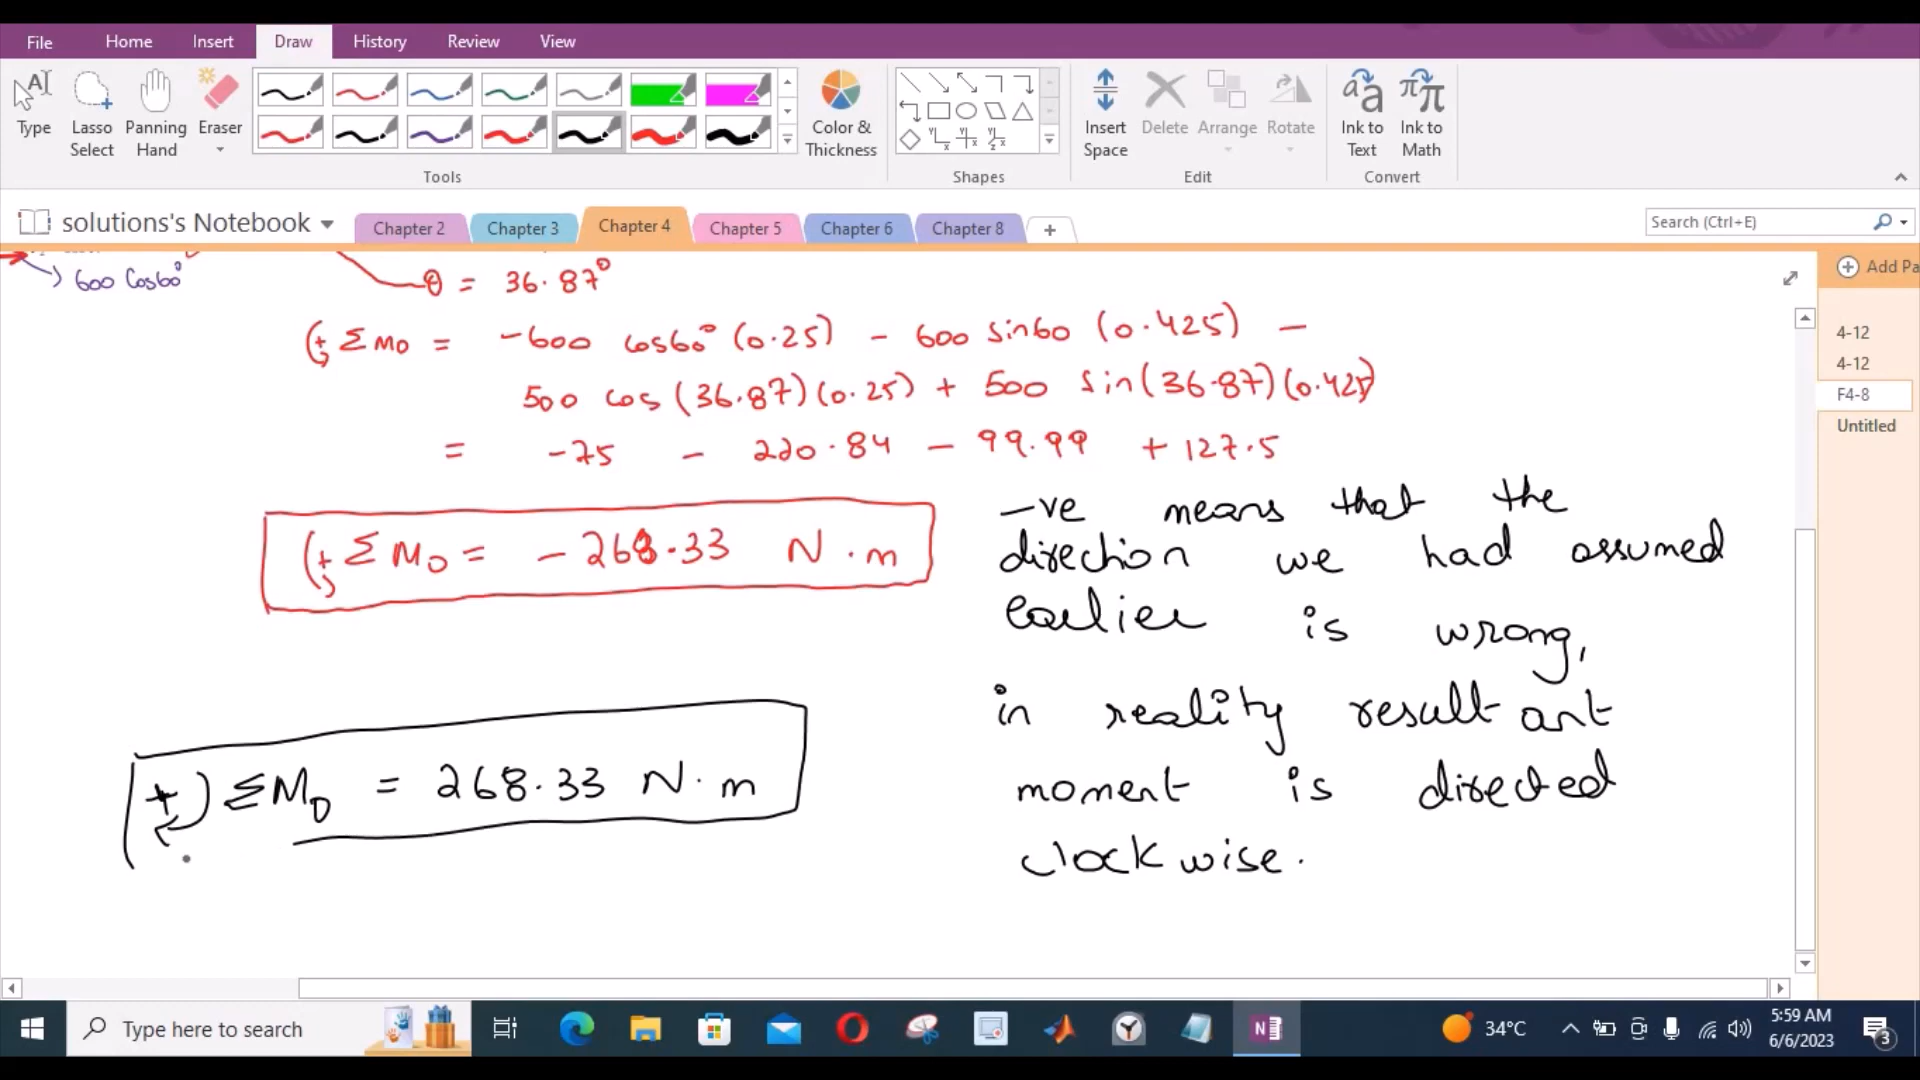 File Home Insert Draw History Review View
Type
Lasso Select
Panning Hand
Eraser
Color & Thickness
Insert Space
Delete
Arrange
Rotate
Ink to Text
Ink to Math
Tools
Shapes
Edit
Convert
solutions's Notebook
Chapter 2
Chapter 3
Chapter 4
Chapter 5
Chapter 6
Chapter 8
Search (Ctrl+E)
Add Pa
4-12
4-12
F4-8
Untitled
600 Cos60°
θ = 36.87°
(+ ΣMO = -600 cos60° (0.25) - 600 sin60 (0.425) -
500 cos (36.87)(0.25) + 500 sin(36.87)(0.425)
= -75 - 220.84 - 99.99 + 127.5
(+ ΣMO = -268.33 N.m
-ve means that the
direction we had assumed
earlier is wrong,
in reality resultant
moment is directed
clockwise.
+) ΣMO = 268.33 N.m
Type here to search
34°C
5:59 AM
6/6/2023
3